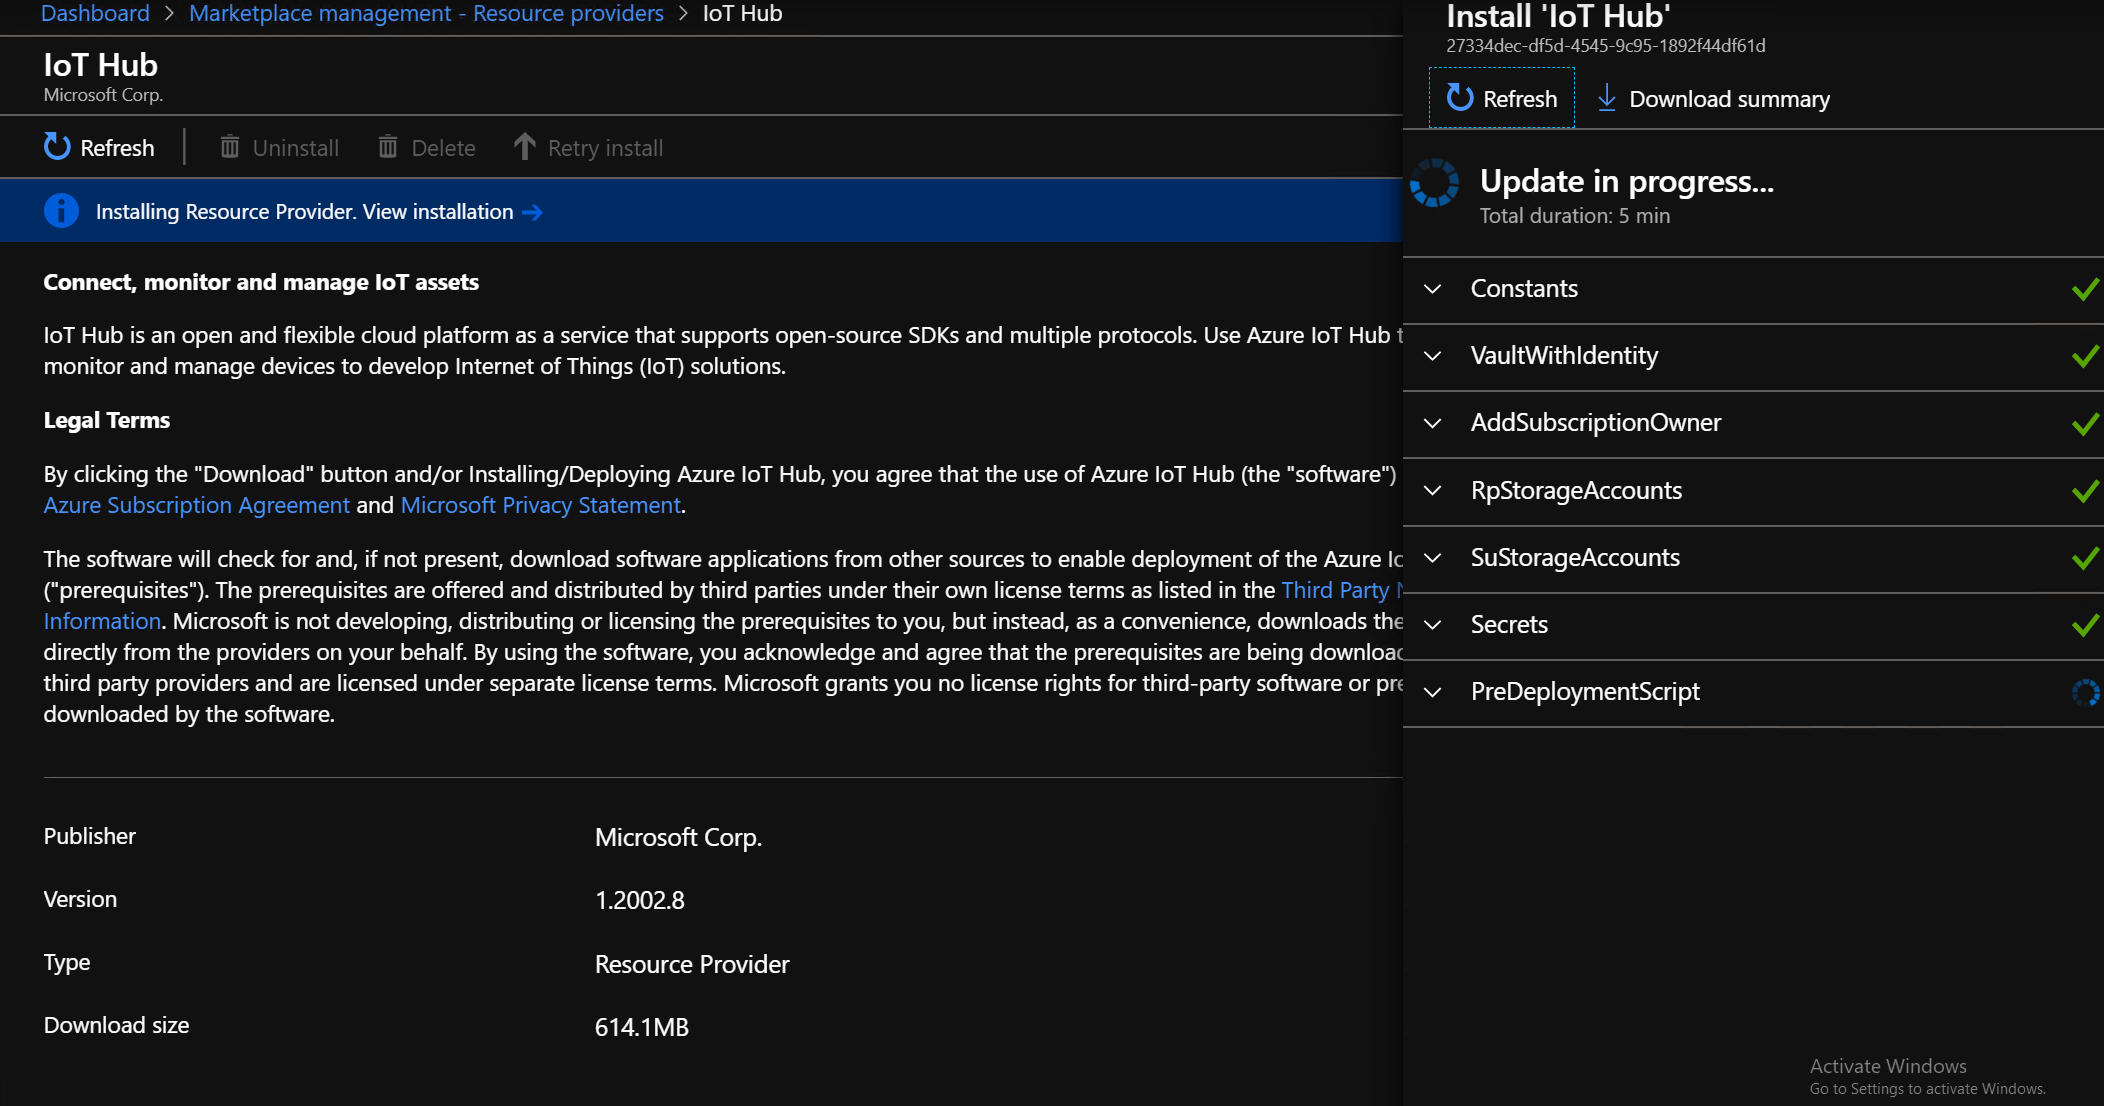 Dashboard > Marketplace management - Resource providers > IoT Hub
IoT Hub
Microsoft Corp.
Refresh
Uninstall
Delete
Retry install
Installing Resource Provider. View installation →
Connect, monitor and manage IoT assets
IoT Hub is an open and flexible cloud platform as a service that supports open-source SDKs and multiple protocols. Use Azure IoT Hub
monitor and manage devices to develop Internet of Things (IoT) solutions.
Legal Terms
By clicking the "Download" button and/or Installing/Deploying Azure IoT Hub, you agree that the use of Azure IoT Hub (the "software")
Azure Subscription Agreement and Microsoft Privacy Statement.
The software will check for and, if not present, download software applications from other sources to enable deployment of the Azure
("prerequisites"). The prerequisites are offered and distributed by third parties under their own license terms as listed in the Third Party
Information. Microsoft is not developing, distributing or licensing the prerequisites to you, but instead, as a convenience, downloads
directly from the providers on your behalf. By using the software, you acknowledge and agree that the prerequisites are being
third party providers and are licensed under separate license terms. Microsoft grants you no license rights for third-party software or
downloaded by the software.
Publisher
Microsoft Corp.
Version
1.2002.8
Type
Resource Provider
Download size
614.1MB
Install 'IoT Hub'
27334dec-df5d-4545-9c95-1892f44df61d
Refresh
Download summary
Update in progress...
Total duration: 5 min
Constants
VaultWithIdentity
AddSubscriptionOwner
RpStorageAccounts
SuStorageAccounts
Secrets
PreDeploymentScript
Activate Windows
Go to Settings to activate Windows.